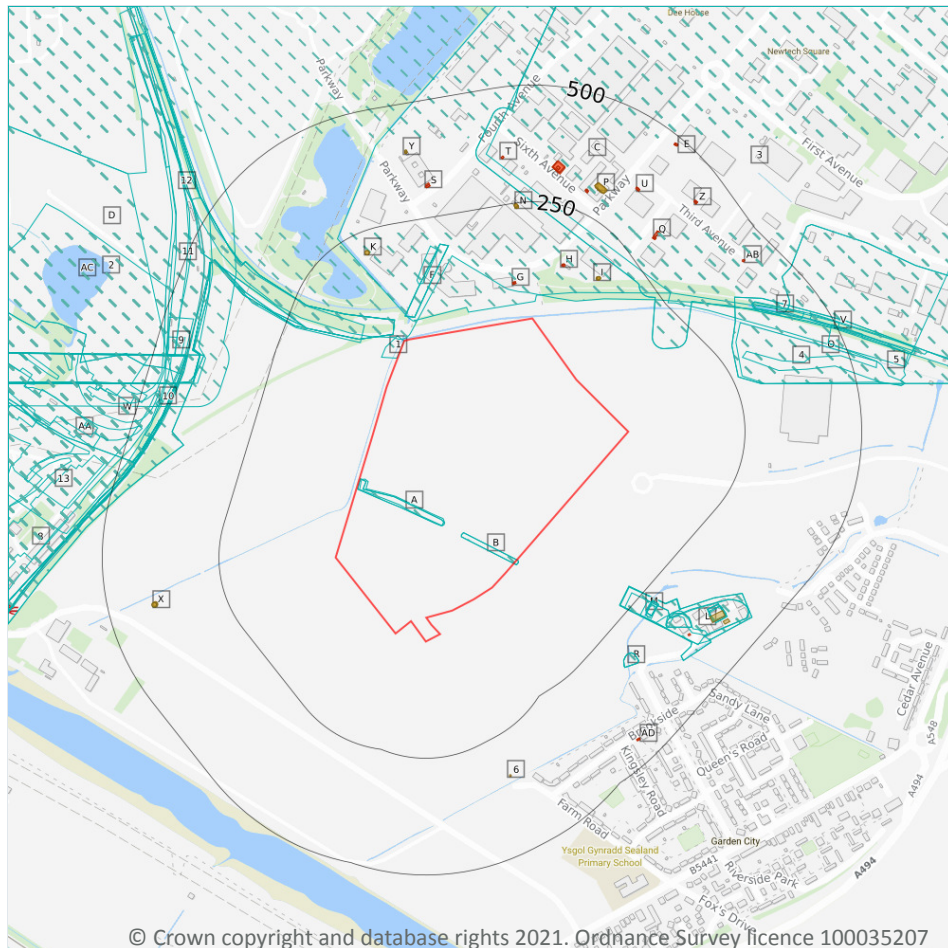 Dee House
Newtech Square
Parkway
Fourth Avenue
500
First Avenue
Y
T
C
E
3
Sixth Avenue
S
P
U
Z
12
Parkway
Parkway
N
250
Third Avenue
D
Q
11
K
AB
AC
2
F
G
H
I
7
V
9
1
O
4
5
10
W
AA
13
A
8
B
X
M
L
R
Cedar Avenue
Sandy Lane
A548
Brookside
AD
Queen's Road
Kingsley Road
6
A494
Farm Road
Garden City
Ysgol Gynradd Sealand
Primary School
B5441
Riverside Park
A494
Fox's Drive
© Crown copyright and database rights 2021. Ordnance Survey licence 100035207